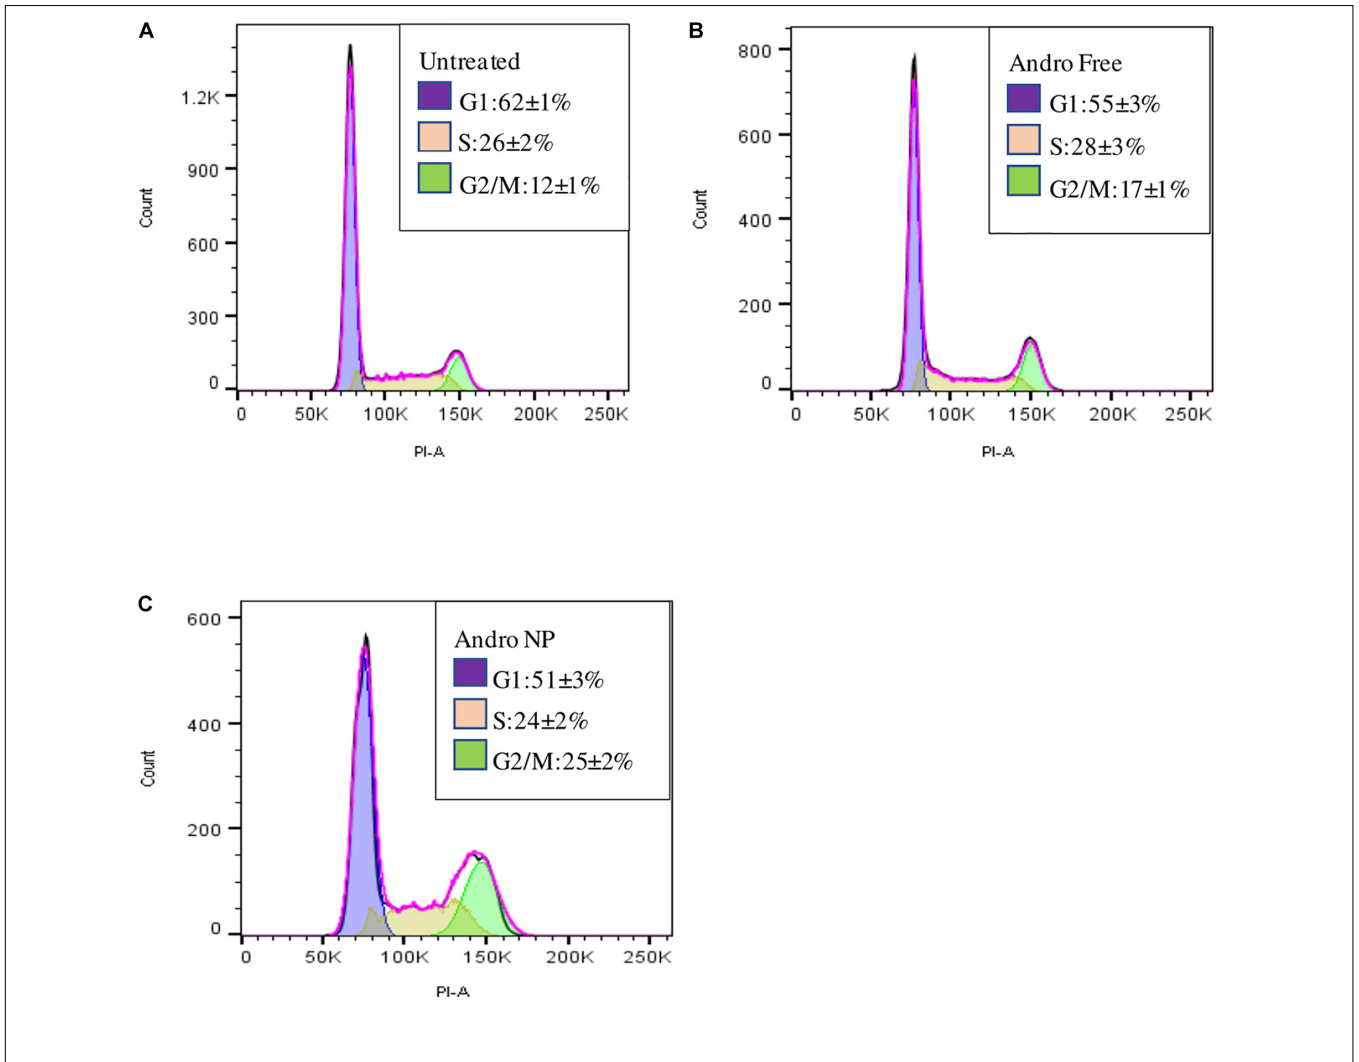 A
Untreated
G1:62±1%
S:26±2%
G2/M:12±1%
1.2K
900
600
300
0
Count
0 50K 100K 150K 200K 250K
PI-A
B
Andro Free
G1:55±3%
S:28±3%
G2/M:17±1%
800
600
400
200
0
Count
0 50K 100K 150K 200K 250K
PI-A
C
Andro NP
G1:51±3%
S:24±2%
G2/M:25±2%
600
400
200
0
Count
0 50K 100K 150K 200K 250K
PI-A